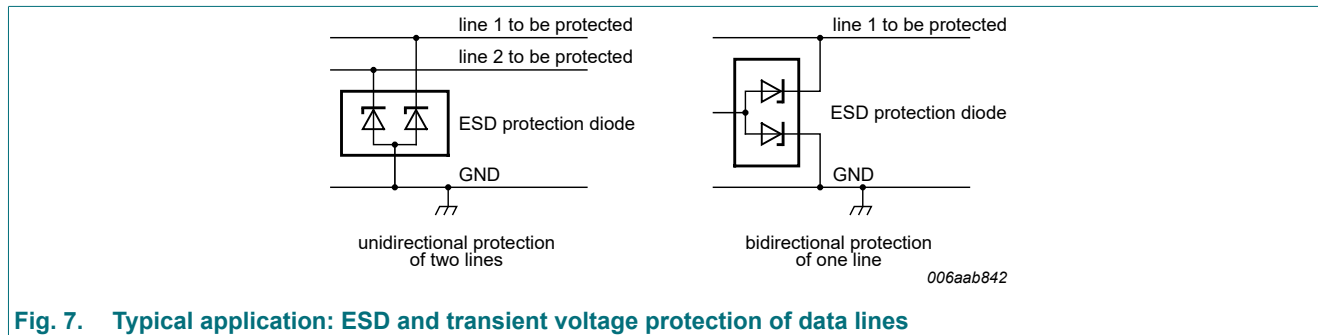 line 1 to be protected
line 2 to be protected
ESD protection diode
GND
unidirectional protection
of two lines
line 1 to be protected
ESD protection diode
GND
bidirectional protection
of one line
006aab842
Fig. 7. Typical application: ESD and transient voltage protection of data lines